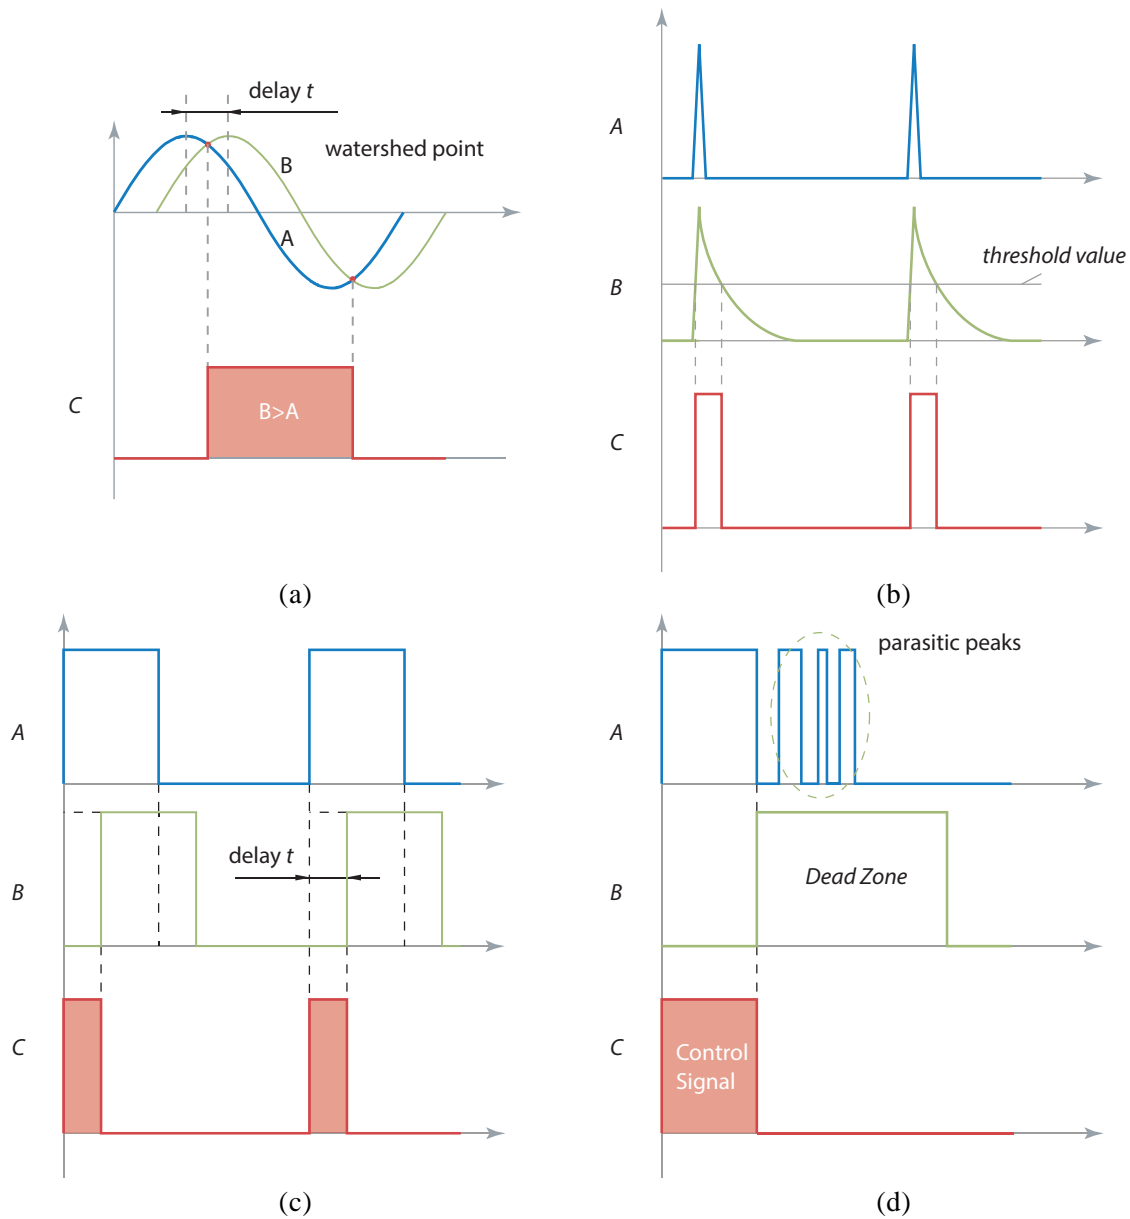 delay t
watershed point
B
A
C
B>A
(a)
A
threshold value
B
C
(b)
A
delay t
B
C
(c)
parasitic peaks
A
Dead Zone
B
Control
Signal
C
(d)